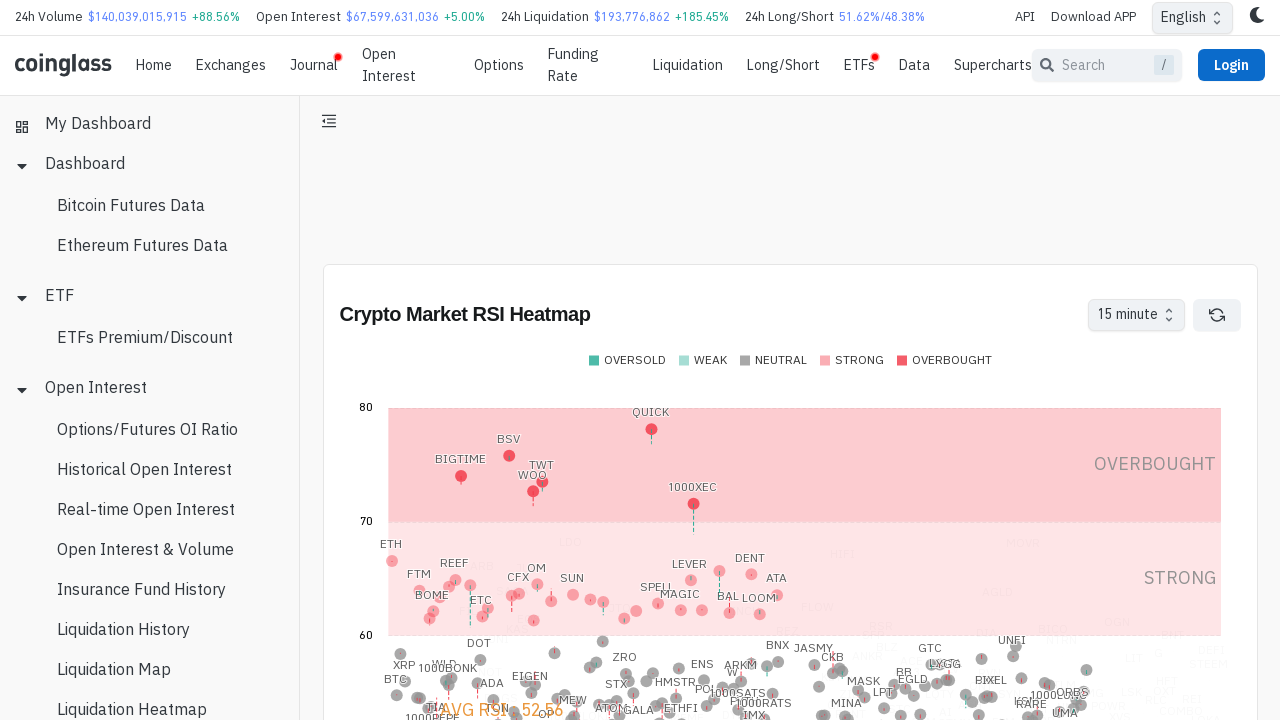 24h Volume $140,039,015,915 +88.56% Open Interest $67,599,631,036 +5.00% 24h Liquidation $193,776,862 +185.45% 24h Long/Short 51.62%/48.38% API Download APP English
coinglass Home Exchanges Journal Open Interest Options Funding Rate Liquidation Long/Short ETFs Data Supercharts Search / Login
My Dashboard
Dashboard
Bitcoin Futures Data
Ethereum Futures Data
ETF
ETFs Premium/Discount
Open Interest
Options/Futures OI Ratio
Historical Open Interest
Real-time Open Interest
Open Interest & Volume
Insurance Fund History
Liquidation History
Liquidation Map
Liquidation Heatmap
Crypto Market RSI Heatmap 15 minute
OVERSOLD WEAK NEUTRAL STRONG OVERBOUGHT
80
QUICK
BSV
BIGTIME
TWT
OVERBOUGHT
WOO
1000XEC
70
ETH
DENT
REEF
LEVER
OM
FTM
CFX
SUN
ATA
STRONG
SPELL
BOME
MAGIC
BAL
LOOM
ETC
60
DOT
UNFI
BNX
JASMY
GTC
ZRO
CKB
XRP
1000BONK
ENS
ARKM
BB
BTC
EIGEN
EGLD
ADA
STX
HMSTR
MASK
PIXEL
1000SATS
LPT
ORDI
1000RATS
MINA
RARE
TIA
TON
AVG RSI : 52.56
ATOM
GALA
ETHFI
OP
IMX
UMA
1000PEPE